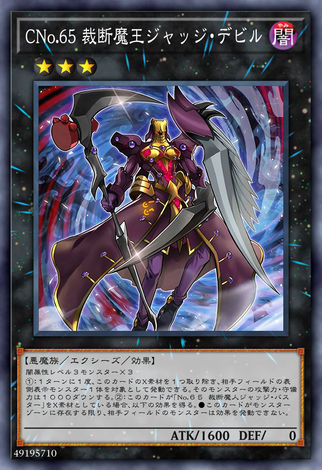 CNo.65 裁断魔王ジャッジ・デビル
やみ
闇
【悪魔族/エクシーズ/効果】
闇属性レベル3モンスター×3
①:1ターンに1度、このカードのX素材を1つ取り除き、相手フィールドの表
側表示モンスター1体を対象として発動できる。そのモンスターの攻撃力・守備
力は1000ダウンする。②:このカードが「No.65 裁断魔人ジャッジ・バス
ター」をX素材としている場合、以下の効果を得る。●このカードがモンスター
ゾーンに存在する限り、相手フィールドのモンスターは効果を発動できない。
ATK/1600 DEF/ 0
49195710